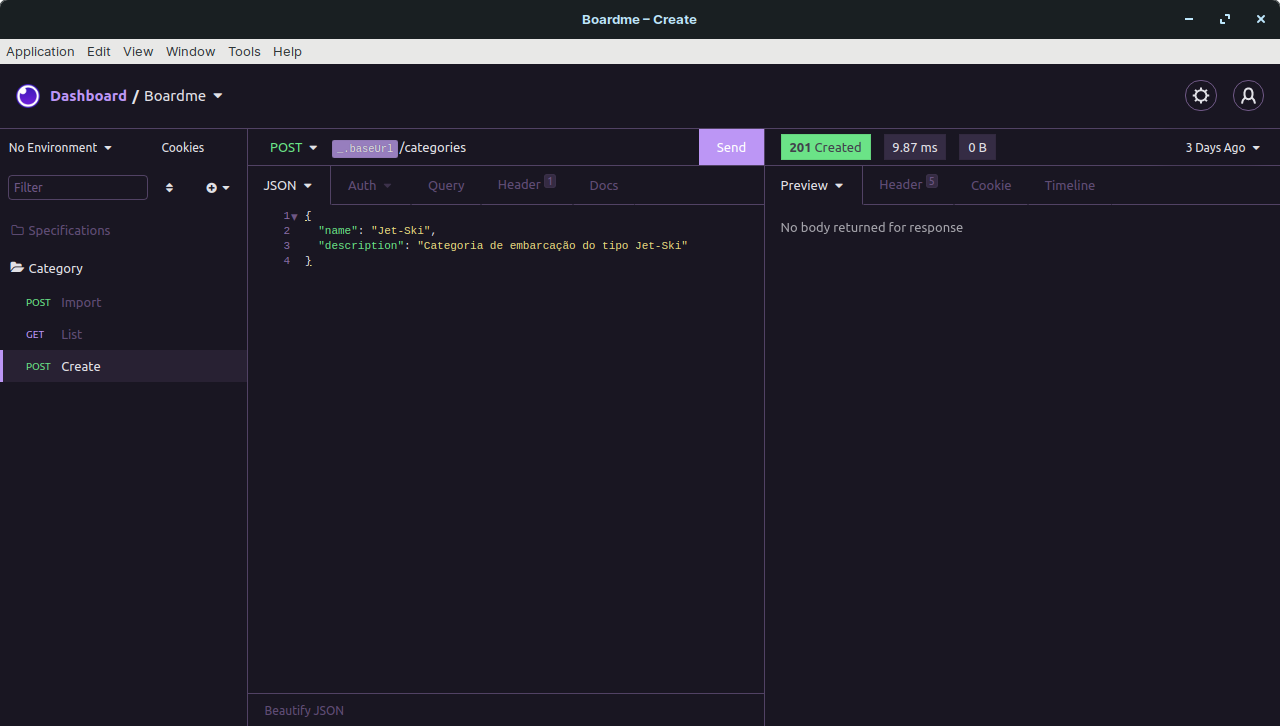 Boardme – Create
Application Edit View Window Tools Help
Dashboard / Boardme
No Environment Cookies
POST _.baseUrl /categories Send
201 Created 9.87 ms 0 B 3 Days Ago
Filter
JSON Auth Query Header 1 Docs
Preview Header 5 Cookie Timeline
Specifications
Category
POST Import
GET List
POST Create
1 {
2 "name": "Jet-Ski",
3 "description": "Categoria de embarcação do tipo Jet-Ski"
4 }
No body returned for response
Beautify JSON